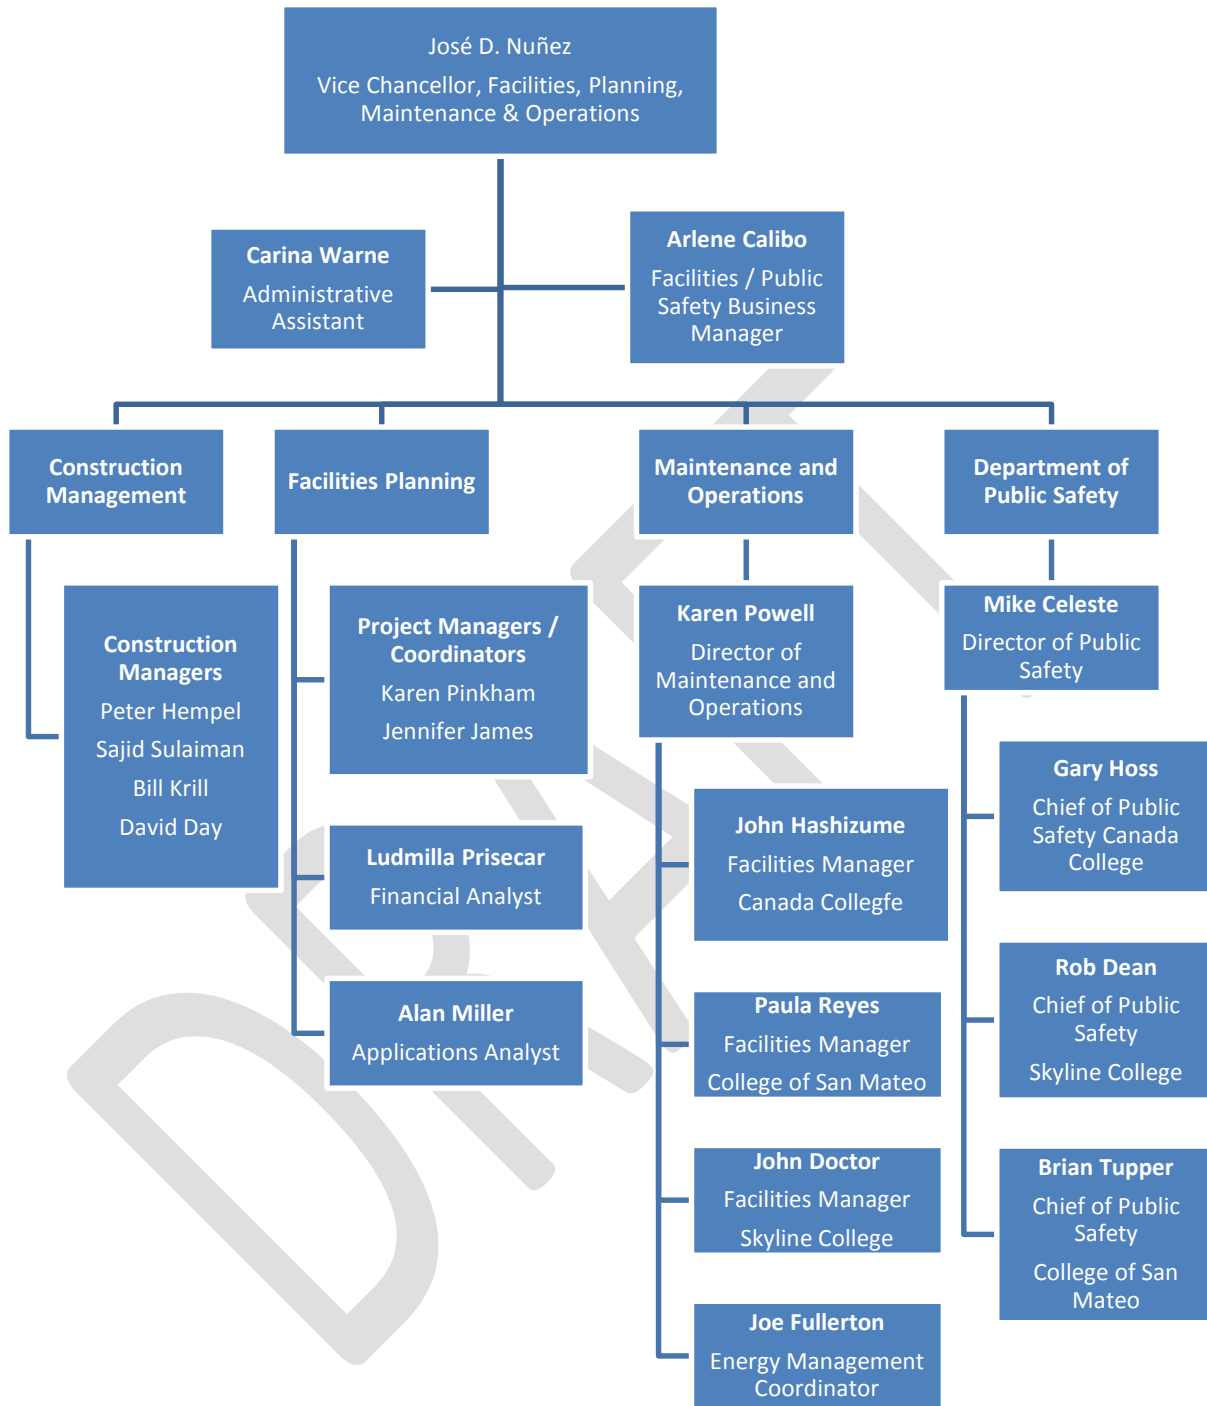 José D. Nuñez
Vice Chancellor, Facilities, Planning,
Maintenance & Operations
Carina Warne
Administrative
Assistant
Arlene Calibo
Facilities / Public
Safety Business
Manager
Construction
Management
Facilities Planning
Maintenance and
Operations
Department of
Public Safety
Construction
Managers
Peter Hempel
Sajid Sulaiman
Bill Krill
David Day
Project Managers /
Coordinators
Karen Pinkham
Jennifer James
Ludmilla Prisecar
Financial Analyst
Alan Miller
Applications Analyst
Karen Powell
Director of
Maintenance and
Operations
John Hashizume
Facilities Manager
Canada Collegfe
Paula Reyes
Facilities Manager
College of San Mateo
John Doctor
Facilities Manager
Skyline College
Joe Fullerton
Energy Management
Coordinator
Mike Celeste
Director of Public
Safety
Gary Hoss
Chief of Public
Safety Canada
College
Rob Dean
Chief of Public
Safety
Skyline College
Brian Tupper
Chief of Public
Safety
College of San
Mateo
DRAFT